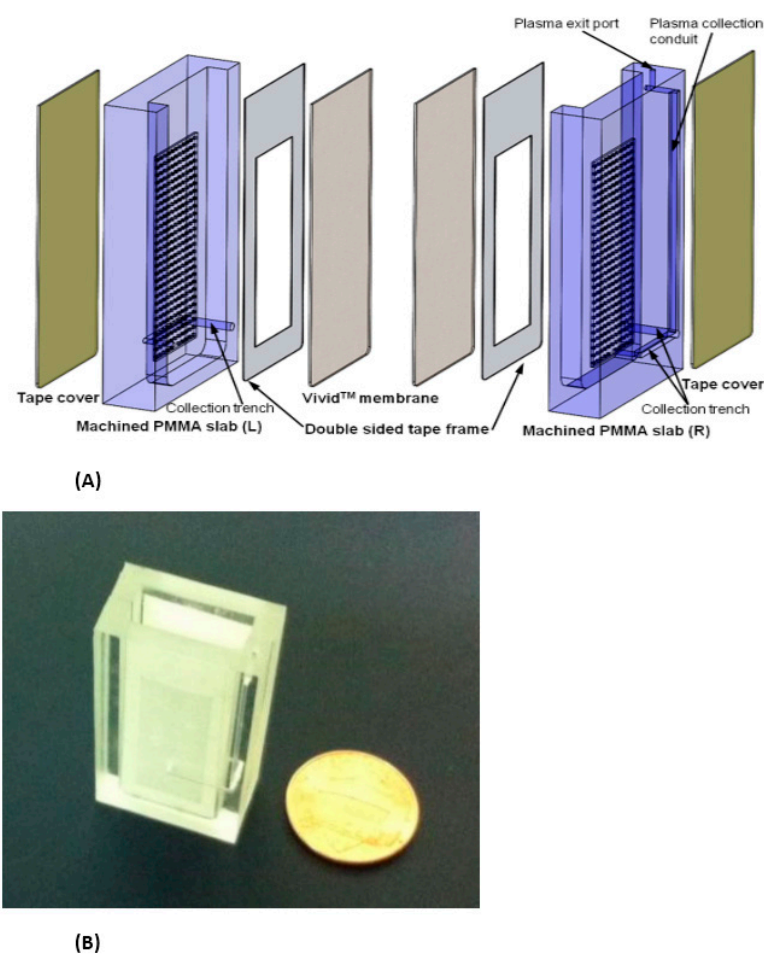 Plasma exit port
Plasma collection
conduit
Tape cover
Collection trench
Vivid™ membrane
Tape cover
Collection trench
Machined PMMA slab (L)
Double sided tape frame
Machined PMMA slab (R)
(A)
(B)